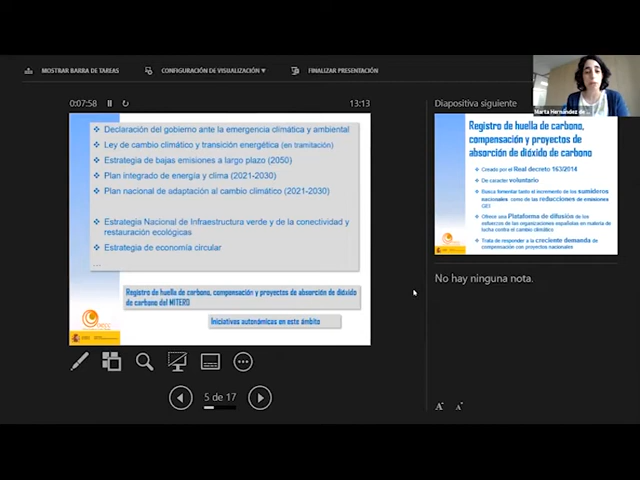 MOSTRAR BARRA DE TAREAS
CONFIGURACIÓN DE VISUALIZACIÓN
FINALIZAR PRESENTACIÓN
Marta Hernández de
0:07:58
13:13
Declaración del gobierno ante la emergencia climática y ambiental
Ley de cambio climático y transición energética (en tramitación)
Estrategia de bajas emisiones a largo plazo (2050)
Plan integrado de energía y clima (2021-2030)
Plan nacional de adaptación al cambio climático (2021-2030)
Estrategia Nacional de Infraestructura verde y de la conectividad y
restauración ecológicas
Estrategia de economía circular
...
Registro de huella de carbono, compensación y proyectos de absorción de dióxido
de carbono del MITERD
Iniciativas autonómicas en este ámbito
5 de 17
Diapositiva siguiente
Registro de huella de carbono,
compensación y proyectos de
absorción de dióxido de carbono
Creado por el Real decreto 163/2014
De carácter voluntario
Busca fomentar tanto el incremento de los sumideros
nacionales como de las reducciones de emisiones
GEI
Ofrece una Plataforma de difusión de los
esfuerzos de las organizaciones españolas en materia de
lucha contra el cambio climático
Trata de responder a la creciente demanda de
compensación con proyectos nacionales
No hay ninguna nota.
A A